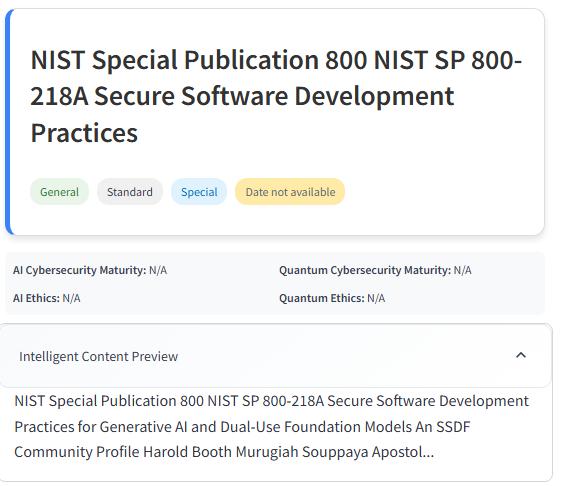 NIST Special Publication 800 NIST SP 800-
218A Secure Software Development
Practices
General Standard Special Date not available
AI Cybersecurity Maturity: N/A Quantum Cybersecurity Maturity: N/A
AI Ethics: N/A Quantum Ethics: N/A
Intelligent Content Preview
NIST Special Publication 800 NIST SP 800-218A Secure Software Development
Practices for Generative AI and Dual-Use Foundation Models An SSDF
Community Profile Harold Booth Murugiah Souppaya Apostol...